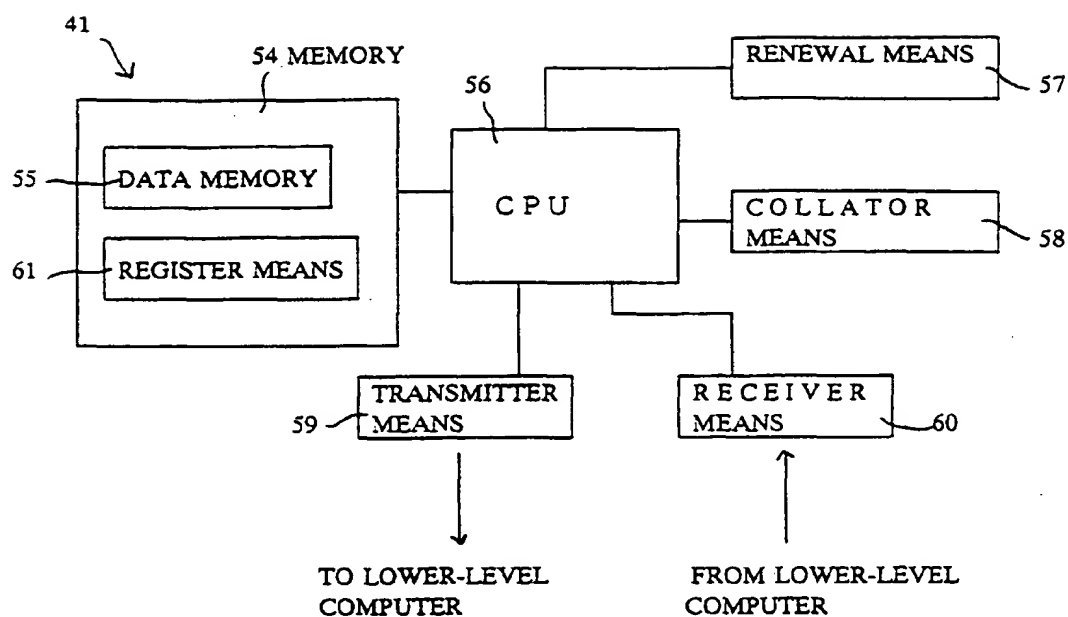 41
54 MEMORY
RENEWAL MEANS
57
56
55
DATA MEMORY
CPU
COLLATOR
MEANS
58
61
REGISTER MEANS
TRANSMITTER
MEANS
59
RECEIVER
MEANS
60
TO LOWER-LEVEL
COMPUTER
FROM LOWER-LEVEL
COMPUTER